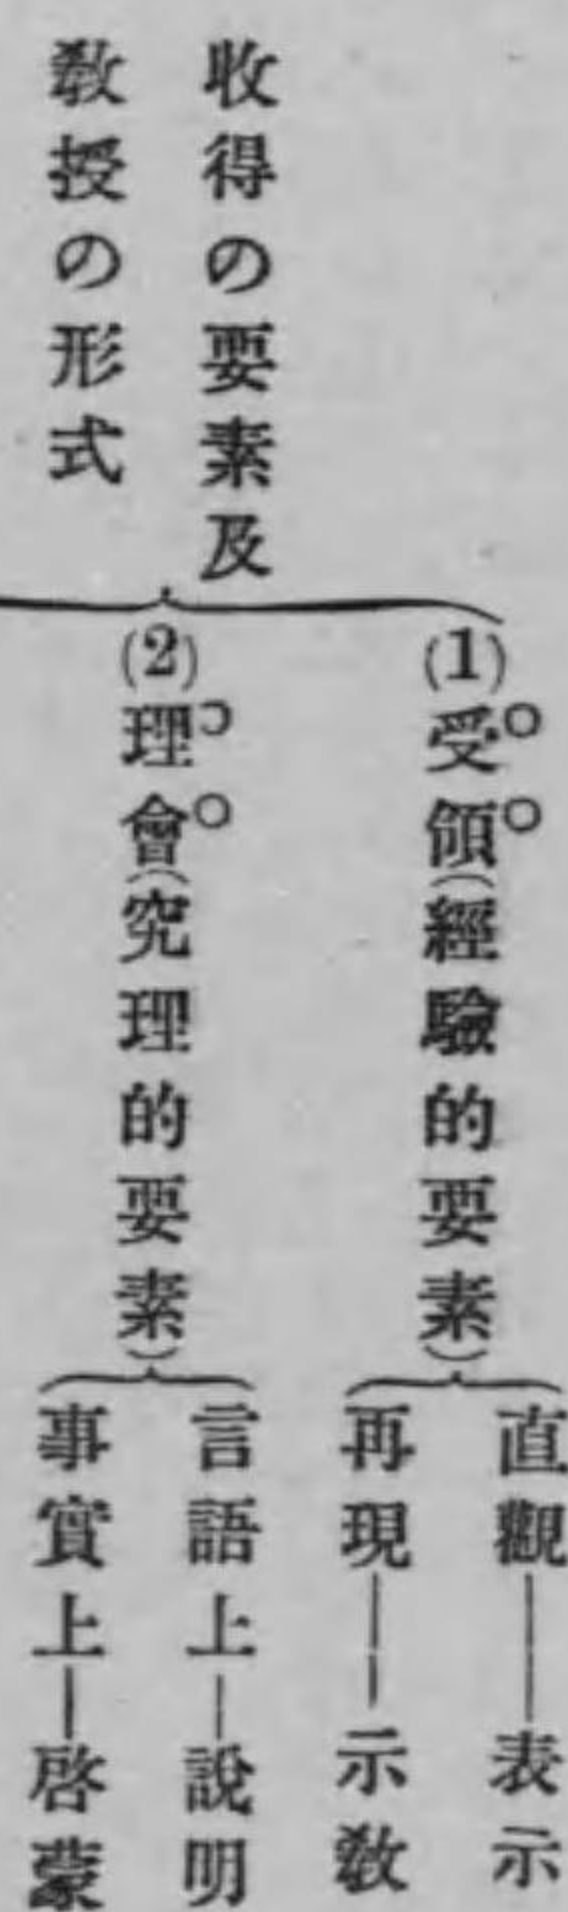 收得の要素及
敎授の形式
(1)受領(經驗的要素)
直觀——表示
再現——示敎
(2)理會(究理的要素)
言語上—說明
事實上—啓蒙